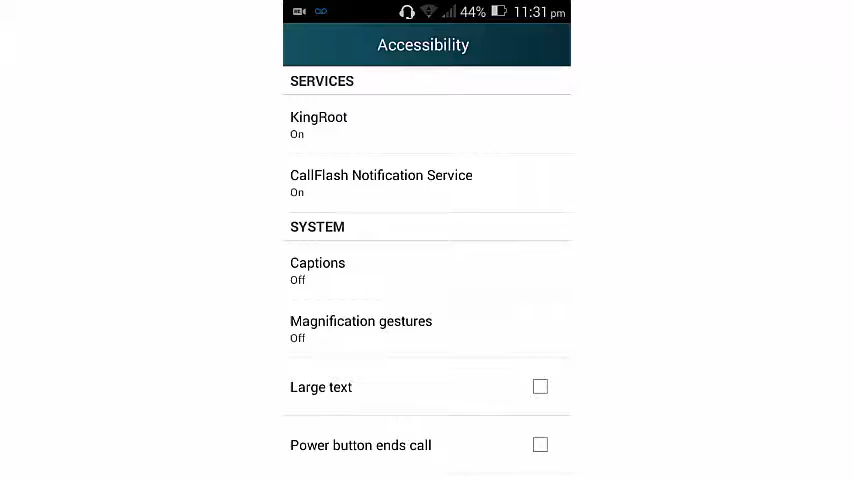 44% 11:31 pm
Accessibility
SERVICES
KingRoot
On
CallFlash Notification Service
On
SYSTEM
Captions
Off
Magnification gestures
Off
Large text
Power button ends call